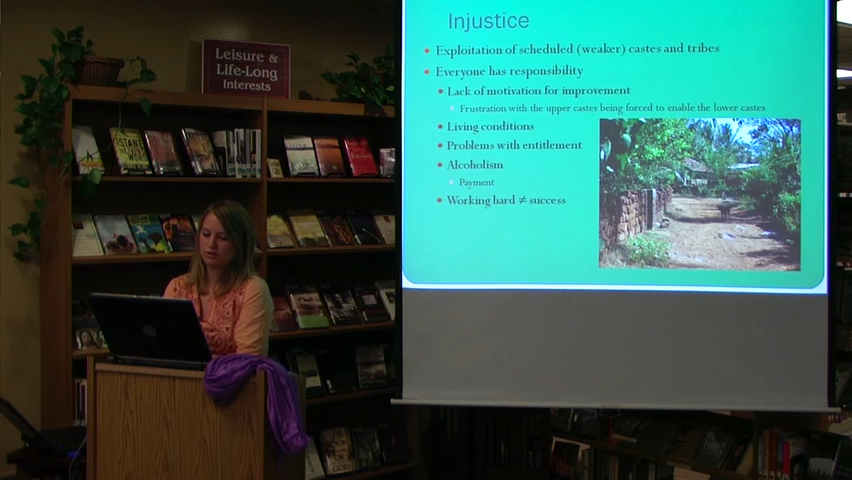 Leisure &
Life-Long
Interests
Injustice
Exploitation of scheduled (weaker) castes and tribes
Everyone has responsibility
Lack of motivation for improvement
Frustration with the upper castes being forced to enable the lower castes
Living conditions
Problems with entitlement
Alcoholism
Payment
Working hard ≠ success